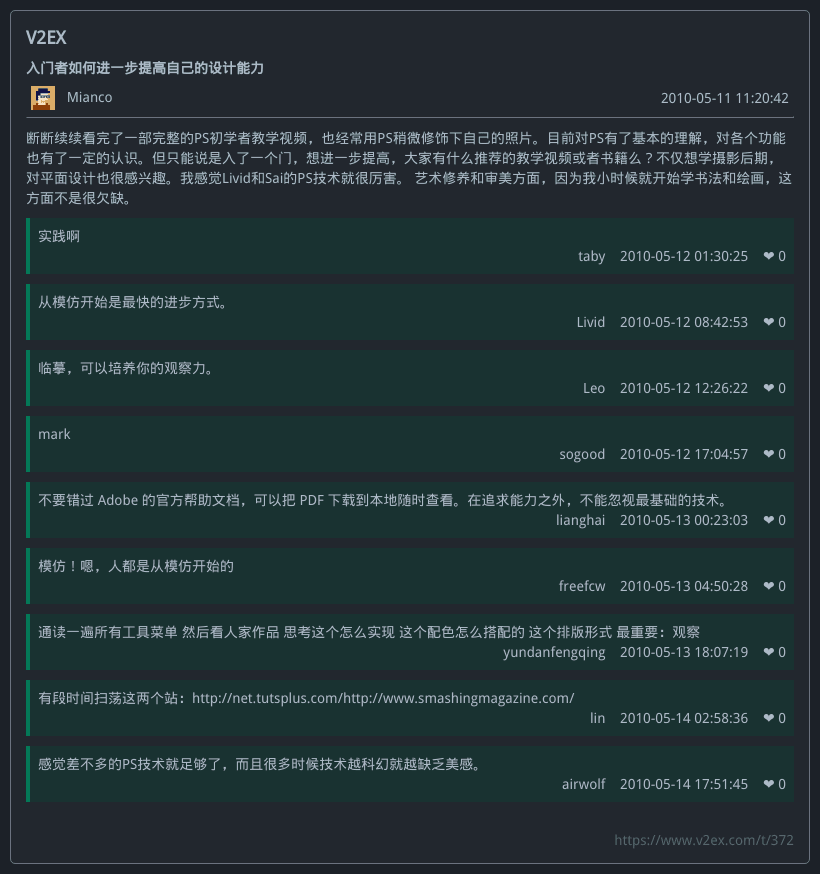 V2EX
入门者如何进一步提高自己的设计能力
Mianco
2010-05-11 11:20:42
断断续续看完了一部完整的PS初学者教学视频，也经常用PS稍微修饰下自己的照片。目前对PS有了基本的理解，对各个功能
也有了一定的认识。但只能说是入了一个门，想进一步提高，大家有什么推荐的教学视频或者书籍么？不仅想学摄影后期，
对平面设计也很感兴趣。我感觉Livid和Sai的PS技术就很厉害。 艺术修养和审美方面，因为我小时候就开始学书法和绘画，这
方面不是很欠缺。
实践啊
taby 2010-05-12 01:30:25 ❤ 0
从模仿开始是最快的进步方式。
Livid 2010-05-12 08:42:53 ❤ 0
临摹，可以培养你的观察力。
Leo 2010-05-12 12:26:22 ❤ 0
mark
sogood 2010-05-12 17:04:57 ❤ 0
不要错过 Adobe 的官方帮助文档，可以把 PDF 下载到本地随时查看。在追求能力之外，不能忽视最基础的技术。
lianghai 2010-05-13 00:23:03 ❤ 0
模仿！嗯，人都是从模仿开始的
freefcw 2010-05-13 04:50:28 ❤ 0
通读一遍所有工具菜单 然后看人家作品 思考这个怎么实现 这个配色怎么搭配的 这个排版形式 最重要：观察
yundanfengqing 2010-05-13 18:07:19 ❤ 0
有段时间扫荡这两个站：http://net.tutsplus.com/http://www.smashingmagazine.com/
lin 2010-05-14 02:58:36 ❤ 0
感觉差不多的PS技术就足够了，而且很多时候技术越科幻就越缺乏美感。
airwolf 2010-05-14 17:51:45 ❤ 0
https://www.v2ex.com/t/372